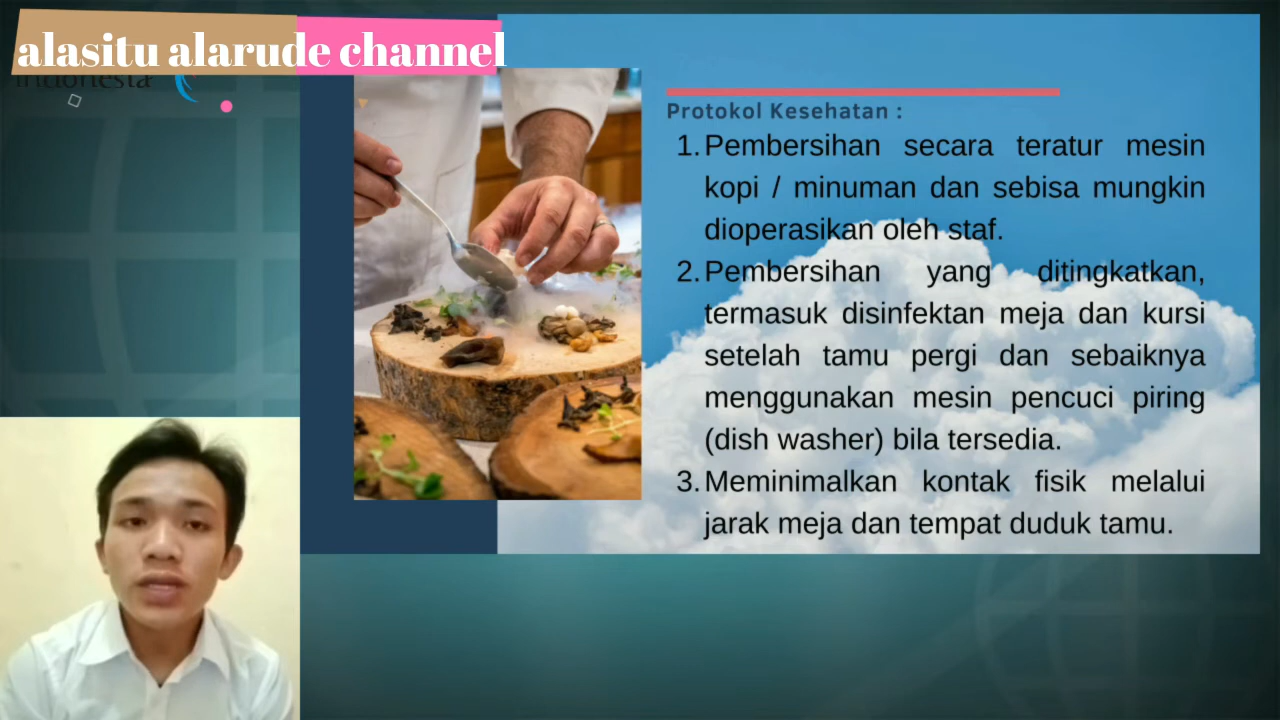 alasitu alarude channel
indonesia
Protokol Kesehatan :
1. Pembersihan secara teratur mesin
kopi / minuman dan sebisa mungkin
dioperasikan oleh staf.
2. Pembersihan yang ditingkatkan,
termasuk disinfektan meja dan kursi
setelah tamu pergi dan sebaiknya
menggunakan mesin pencuci piring
(dish washer) bila tersedia.
3. Meminimalkan kontak fisik melalui
jarak meja dan tempat duduk tamu.